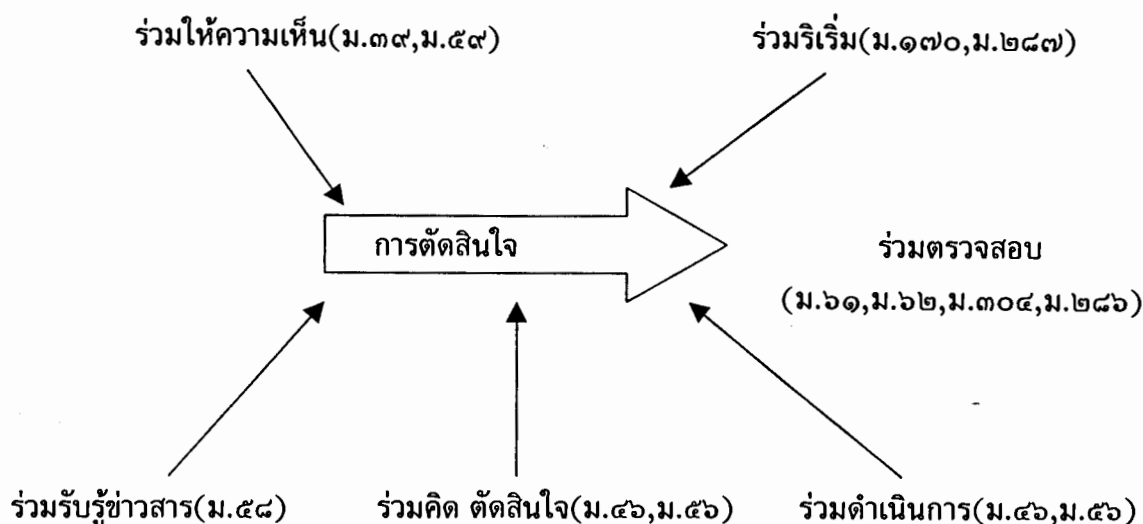 ร่วมให้ความเห็น(ม.๓๙,ม.๕๙)
ร่วมริเริ่ม(ม.๑๗๐,ม.๒๘๗)
การตัดสินใจ
ร่วมตรวจสอบ
(ม.๖๑,ม.๖๒,ม.๓๐๔,ม.๒๘๖)
ร่วมรับรู้ข่าวสาร(ม.๕๘)
ร่วมคิด ตัดสินใจ(ม.๔๖,ม.๕๖)
ร่วมดำเนินการ(ม.๔๖,ม.๕๖)